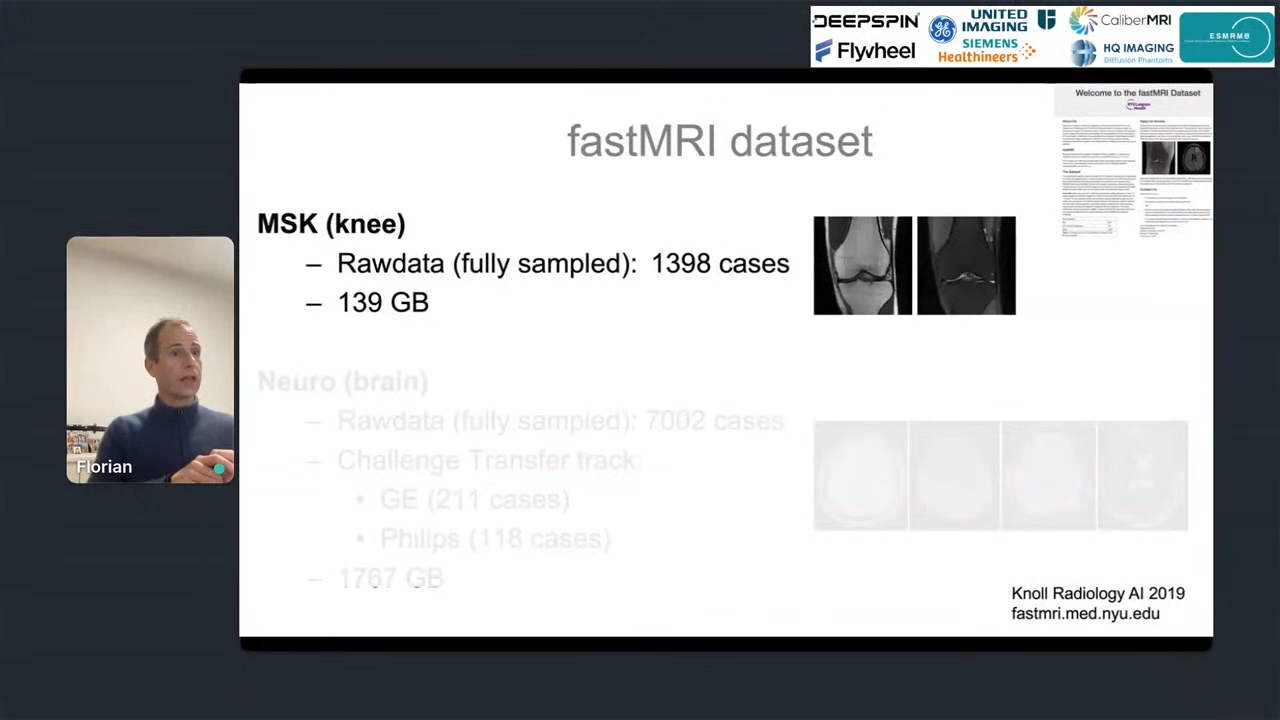 DEEPSPIN
UNITED IMAGING
CaliberMRI
ESMRMB
Flywheel
SIEMENS Healthineers
HQ IMAGING
Diffusion Phantoms
Welcome to the fastMRI Dataset
fastMRI dataset
MSK (knee)
– Rawdata (fully sampled): 1398 cases
– 139 GB
Neuro (brain)
– Rawdata (fully sampled): 7002 cases
– Challenge Transfer track:
• GE (211 cases)
• Philips (118 cases)
– 1767 GB
Florian
Knoll Radiology AI 2019
fastmri.med.nyu.edu